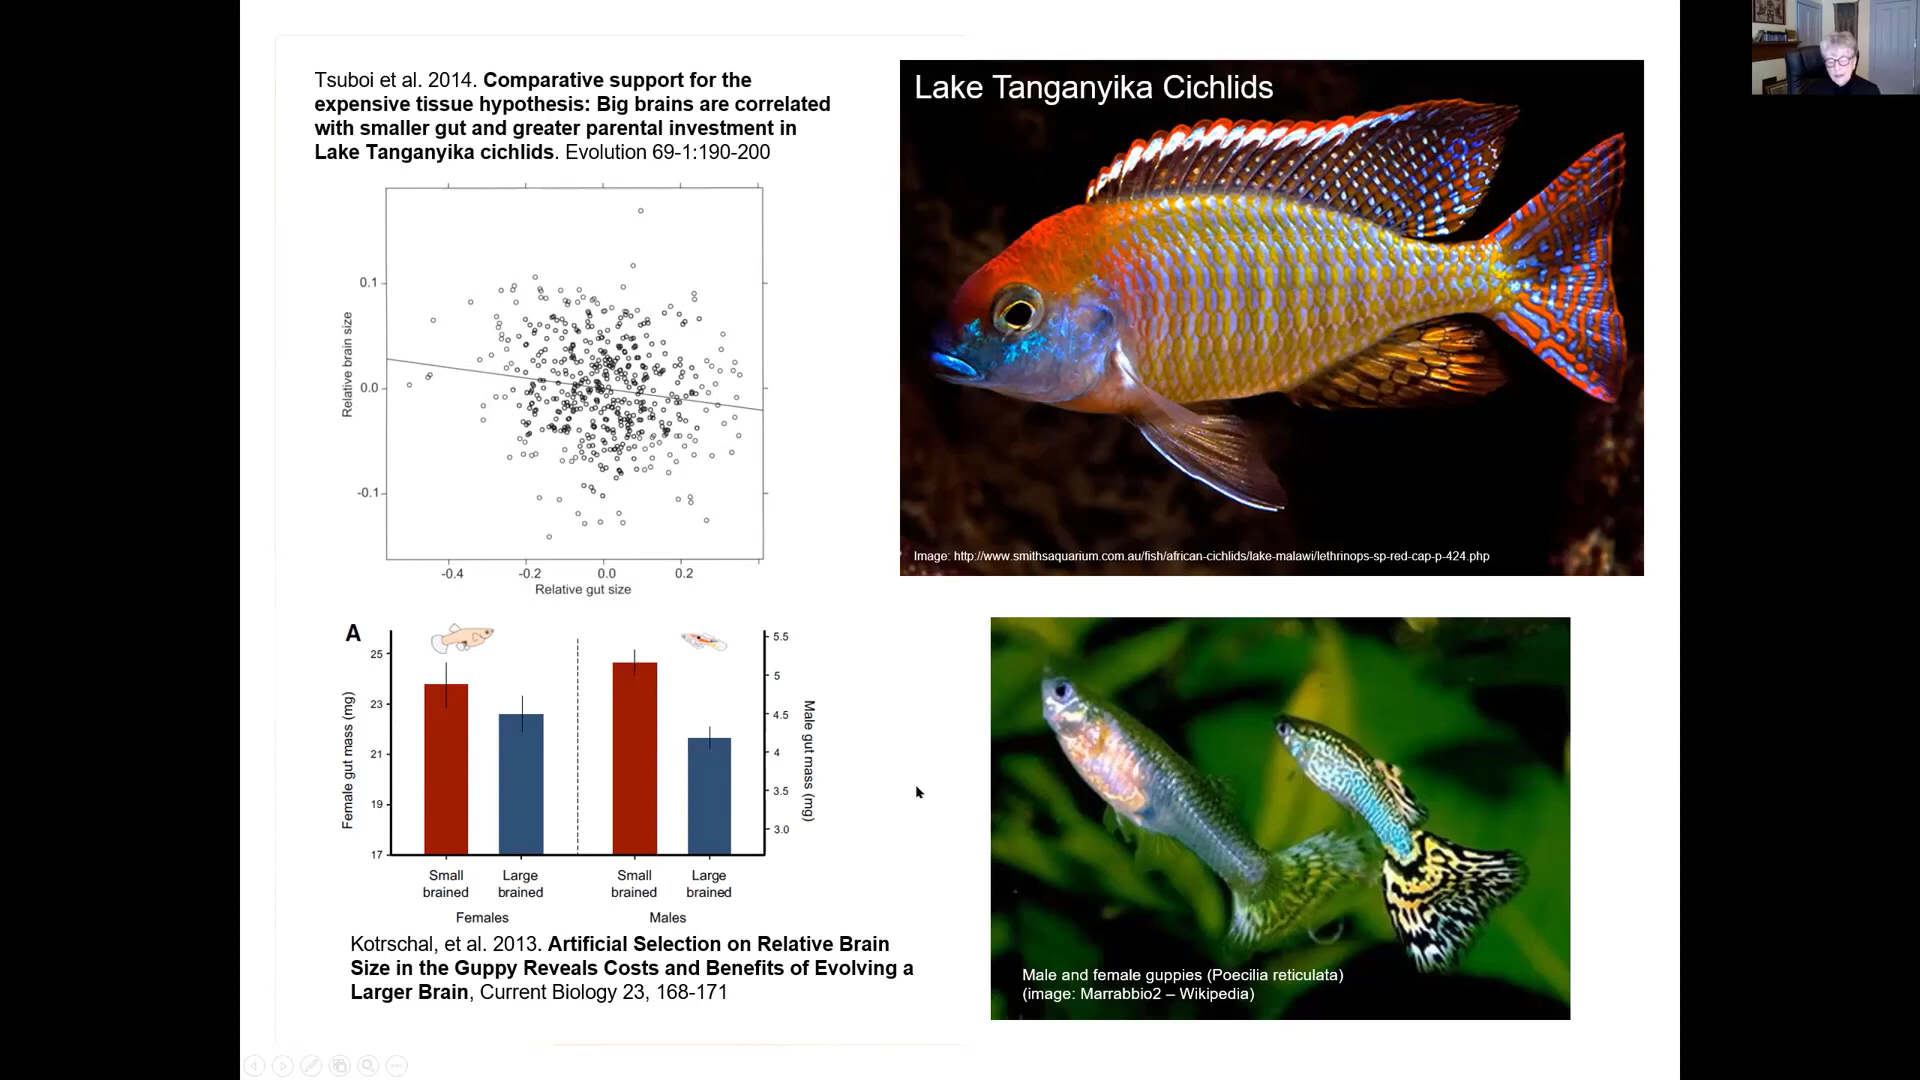 Tsuboi et al. 2014. Comparative support for the
expensive tissue hypothesis: Big brains are correlated
with smaller gut and greater parental investment in
Lake Tanganyika cichlids. Evolution 69-1:190-200
Relative brain size
0.1
0.0
-0.1
-0.4
-0.2
0.0
0.2
Relative gut size
Lake Tanganyika Cichlids
Image: http://www.smithsaquarium.com.au/fish/african-cichlids/lake-malawi/lethrinops-sp-red-cap-p-424.php
A
Female gut mass (mg)
25
23
21
19
17
5.5
5
4.5
4
3.5
3.0
Male gut mass (mg)
Small
brained
Large
brained
Small
brained
Large
brained
Females
Males
Kotrschal, et al. 2013. Artificial Selection on Relative Brain
Size in the Guppy Reveals Costs and Benefits of Evolving a
Larger Brain, Current Biology 23, 168-171
Male and female guppies (Poecilia reticulata)
(image: Marrabbio2 – Wikipedia)